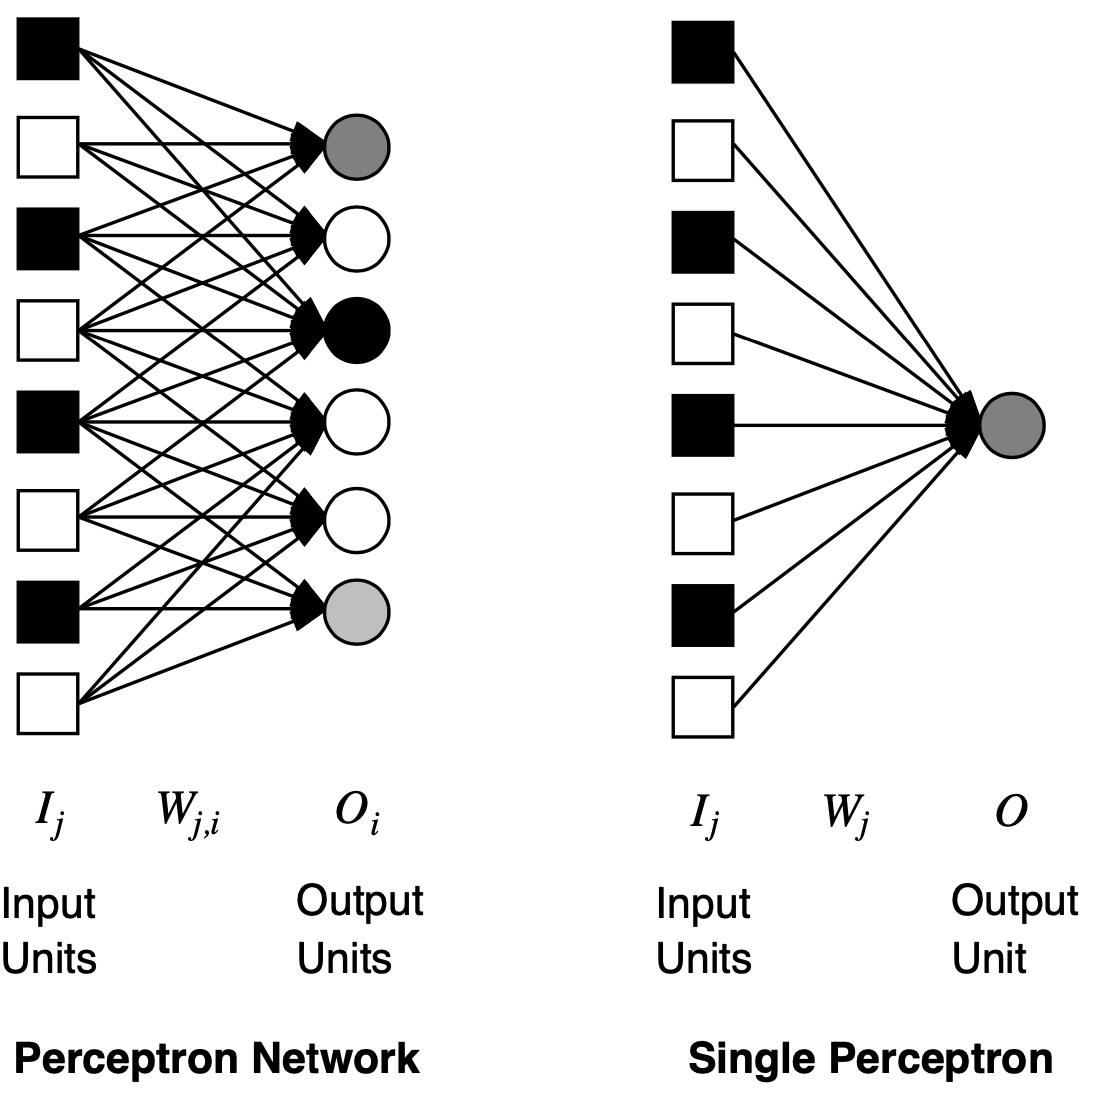 I_j W_{j,i} O_i
Input Output
Units Units
Perceptron Network
I_j W_j O
Input Output
Units Unit
Single Perceptron